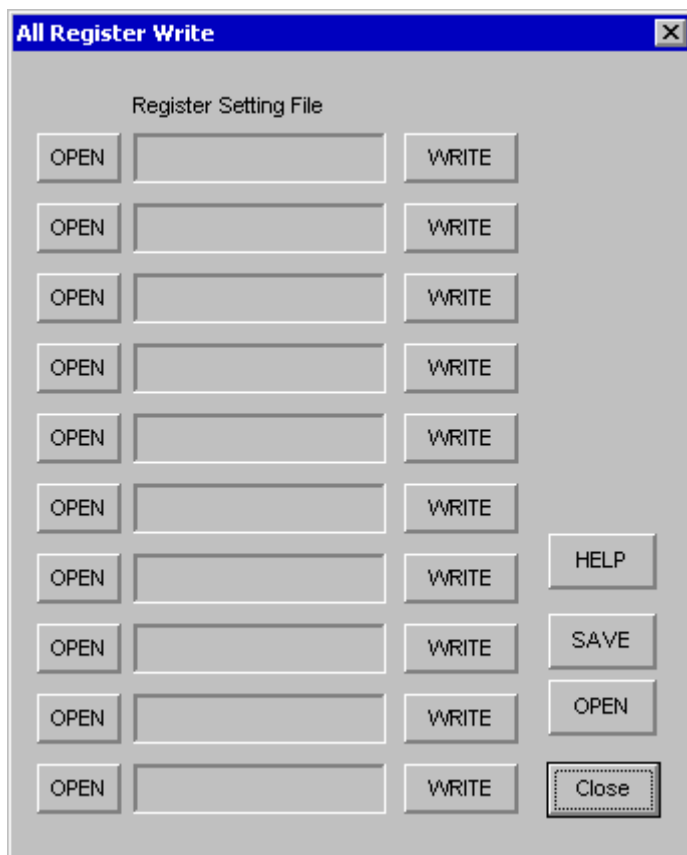 All Register Write
Register Setting File
OPEN WRITE
OPEN WRITE
OPEN WRITE
OPEN WRITE
OPEN WRITE
OPEN WRITE
OPEN WRITE HELP
OPEN WRITE SAVE
OPEN WRITE OPEN
OPEN WRITE Close